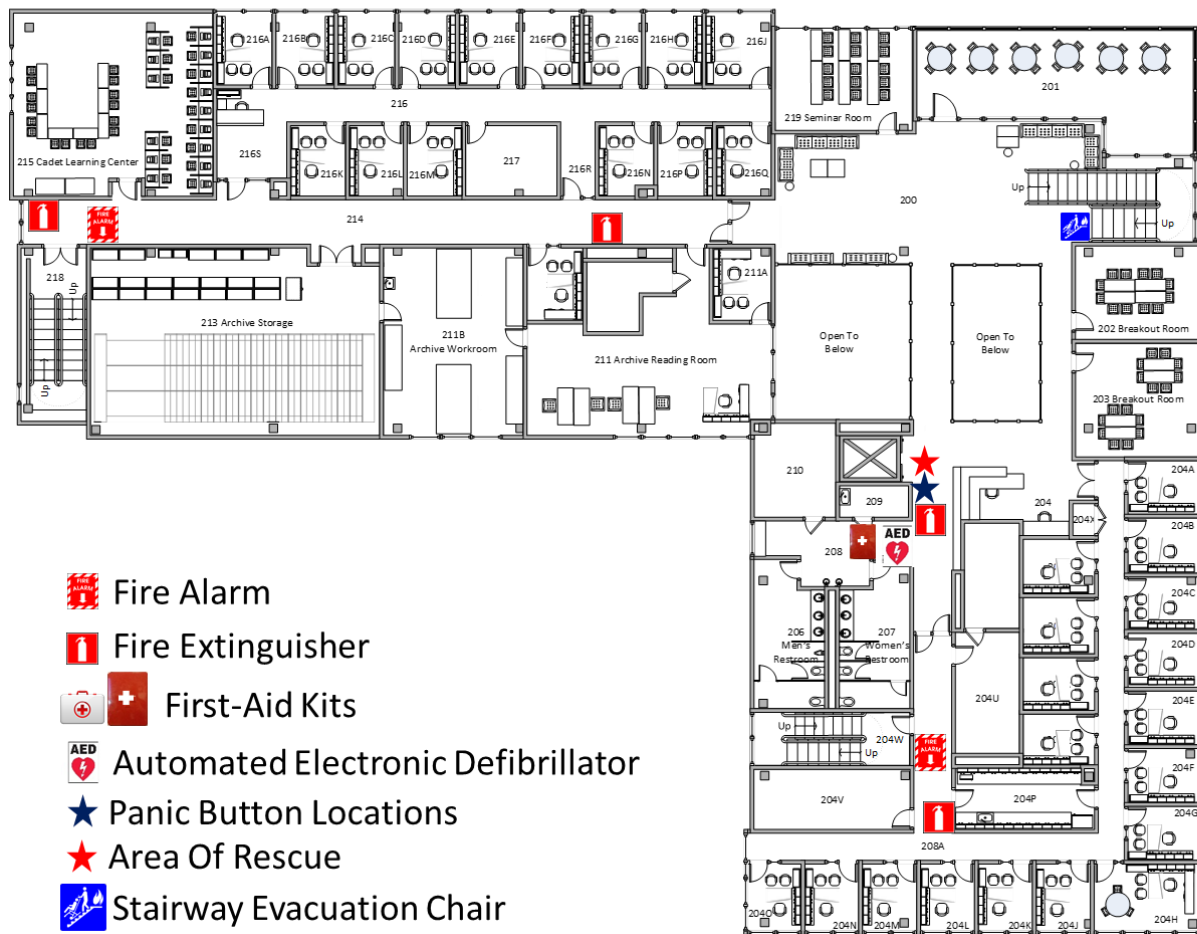 216A
216B
216C
216D
216E
216F
216G
216H
216J
219 Seminar Room
201
216
215 Cadet Learning Center
216S
216K
216L
216M
217
216R
216N
216P
216Q
214
200
Up
Up
FIRE
ALARM
218
Up
Up
213 Archive Storage
211B
Archive Workroom
211A
211 Archive Reading Room
Open To
Below
Open To
Below
202 Breakout Room
203 Breakout Room
210
209
204
204A
204X
204B
208
AED
204C
206
Men's
Restroom
207
Women's
Restroom
204D
204U
204E
Up
Up
204W
FIRE
ALARM
204F
204V
204P
204G
208A
204O
204N
204M
204L
204K
204J
204H
FIRE
ALARM
Fire Alarm
Fire Extinguisher
First-Aid Kits
AED
Automated Electronic Defibrillator
Panic Button Locations
Area Of Rescue
Stairway Evacuation Chair